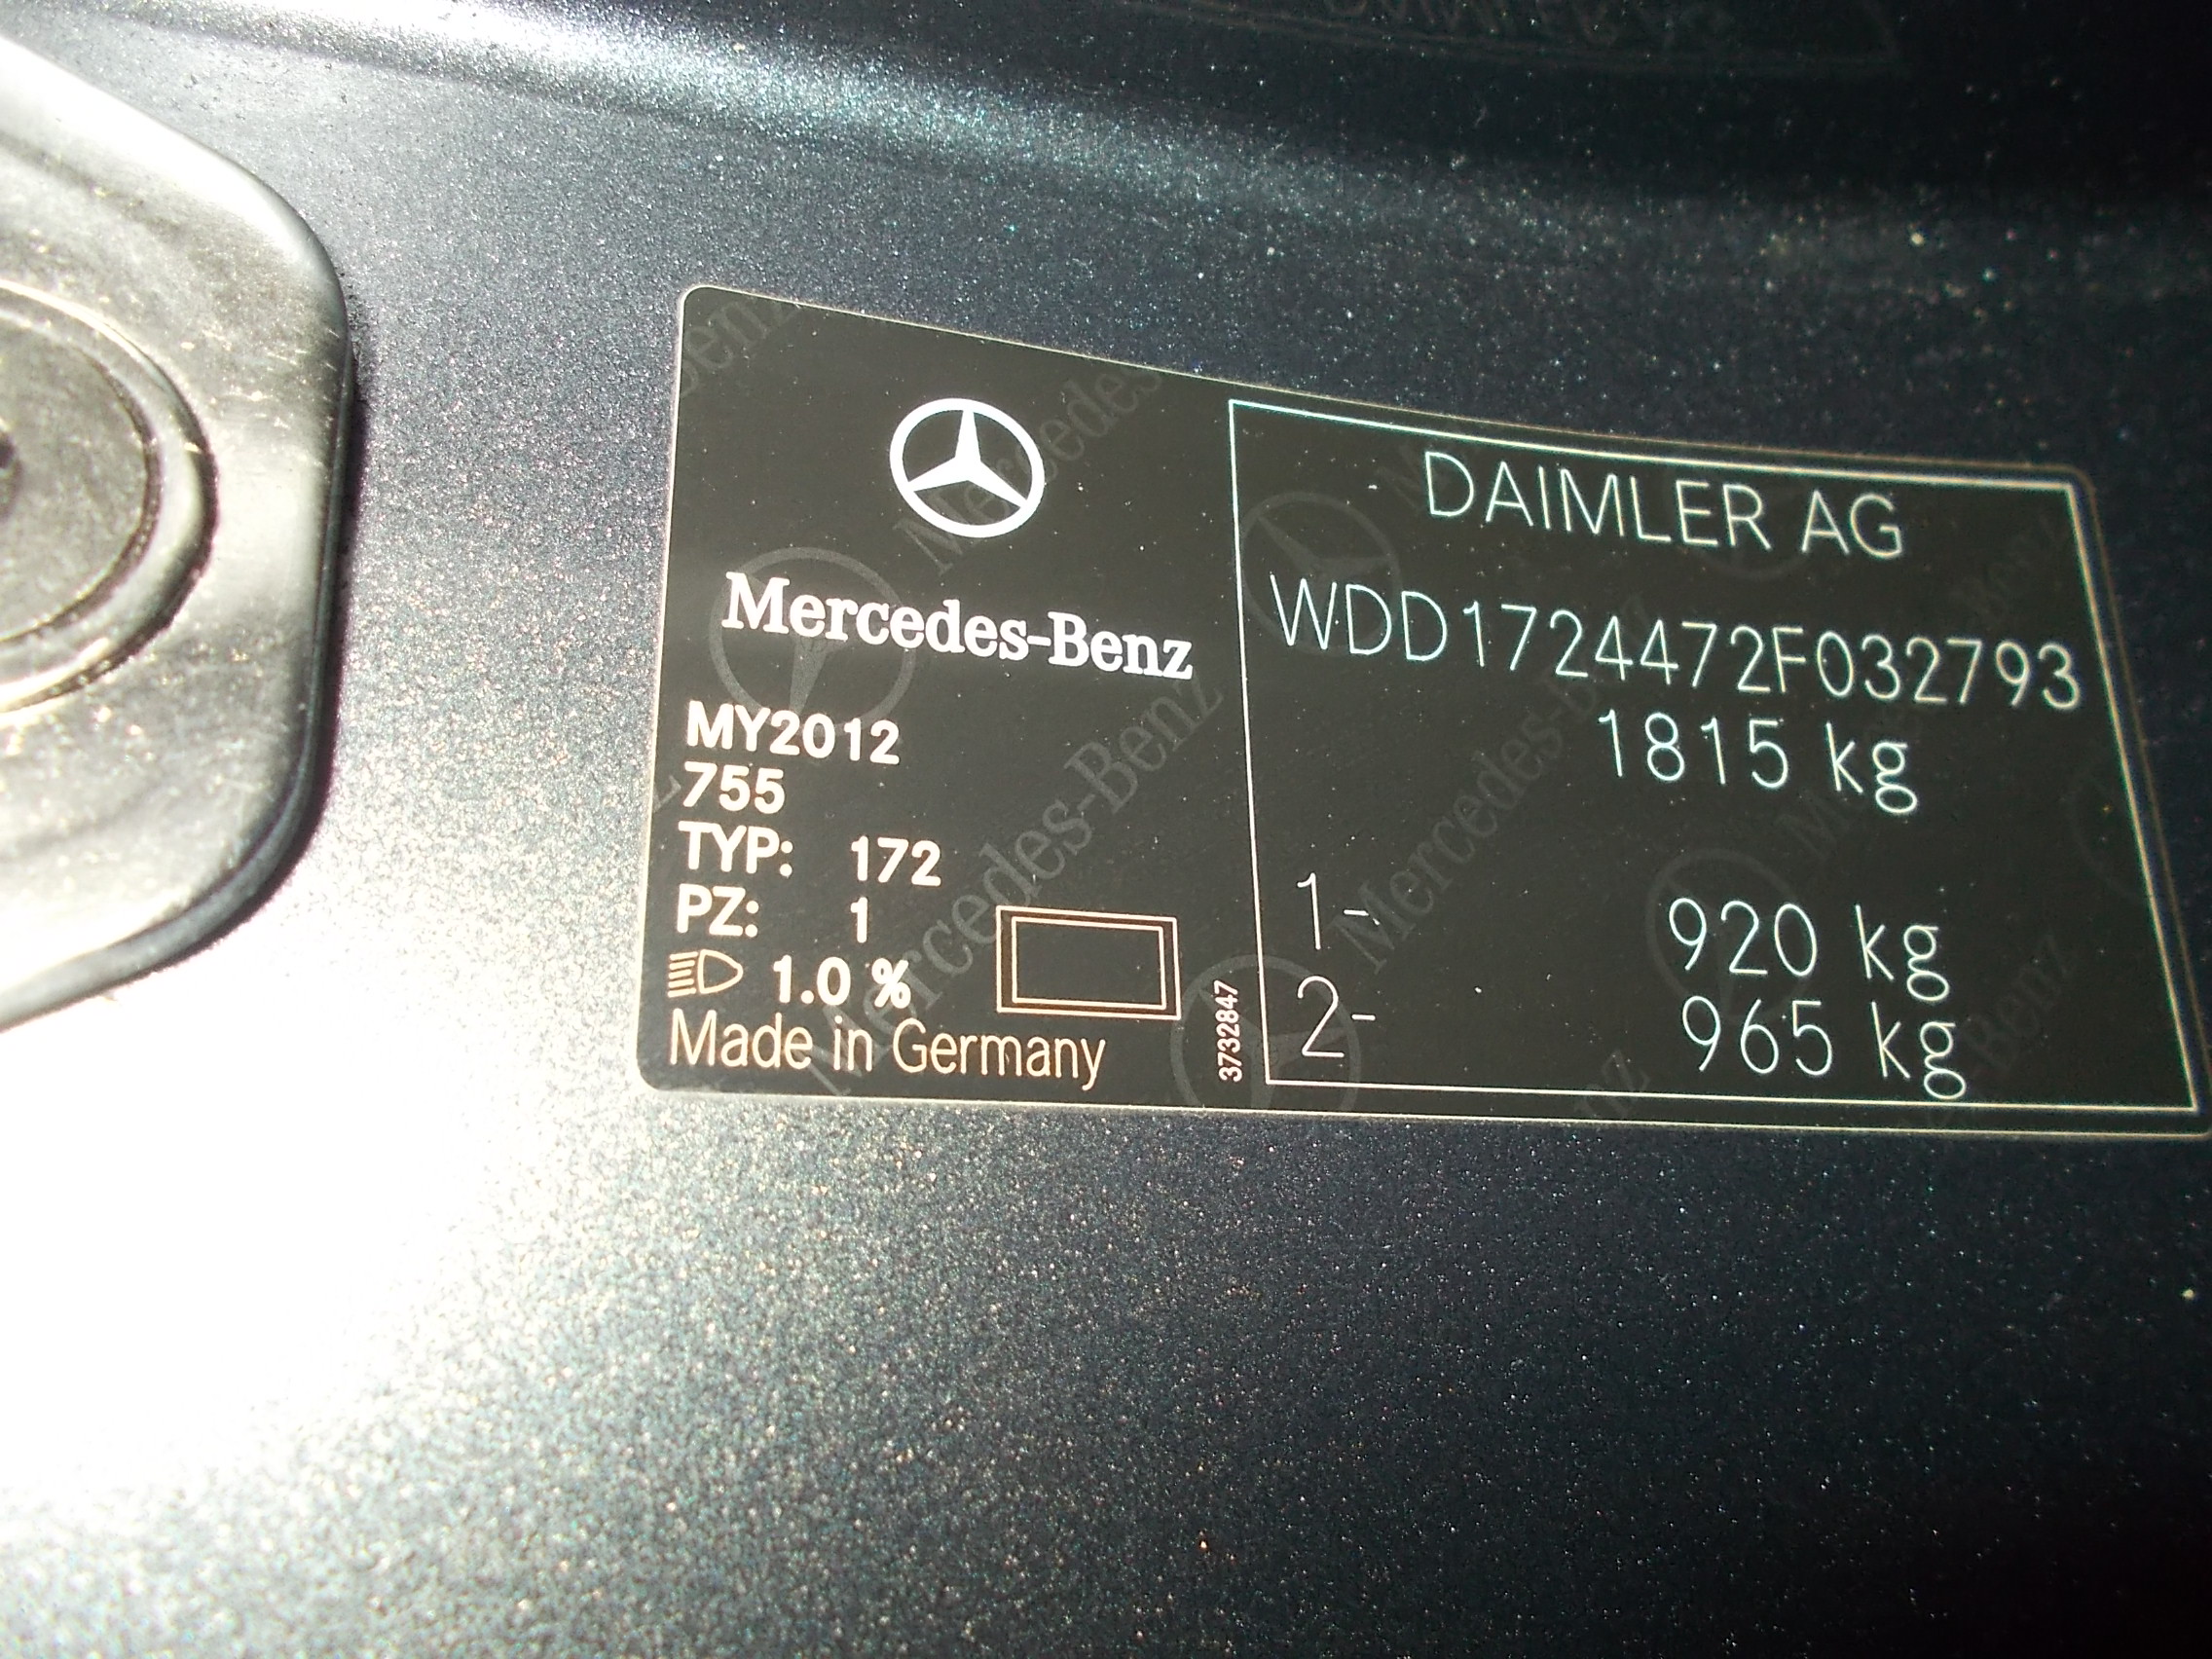 Mercedes-Benz
MY2012
755
TYP: 172
PZ: 1
1.0 %
Made in Germany
3732847
DAIMLER AG
WDD1724472F032793
1815 kg
1- 920 kg
2- 965 kg